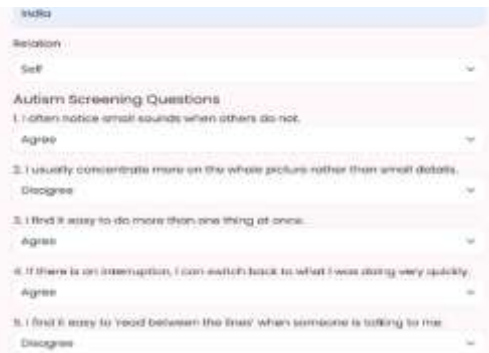 India
Relation
Self
Autism Screening Questions
1. I often notice small sounds when others do not.
Agree
2. I usually concentrate more on the whole picture rather than small details.
Disagree
3. I find it easy to do more than one thing at once.
Agree
4. If there is an interruption, I can switch back to what I was doing very quickly.
Agree
5. I find it easy to 'read between the lines' when someone is talking to me.
Disagree